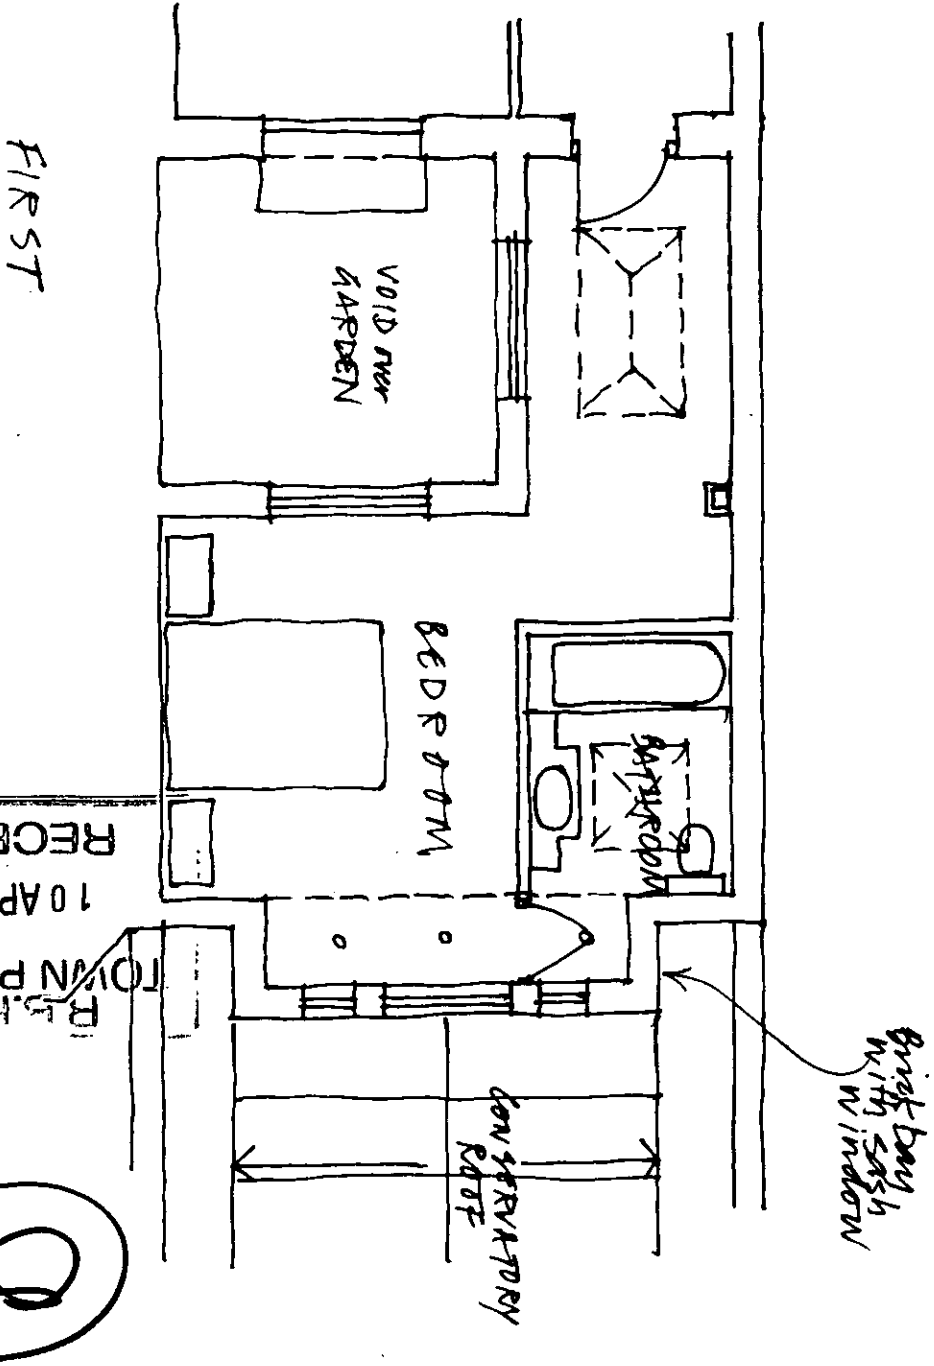 FIRST
VOID over
GARDEN
BEDROOM
BATHROOM
Brick bay
with sash
window
CONSERVATORY
ROOF
RECE
10 AP
TOWN P